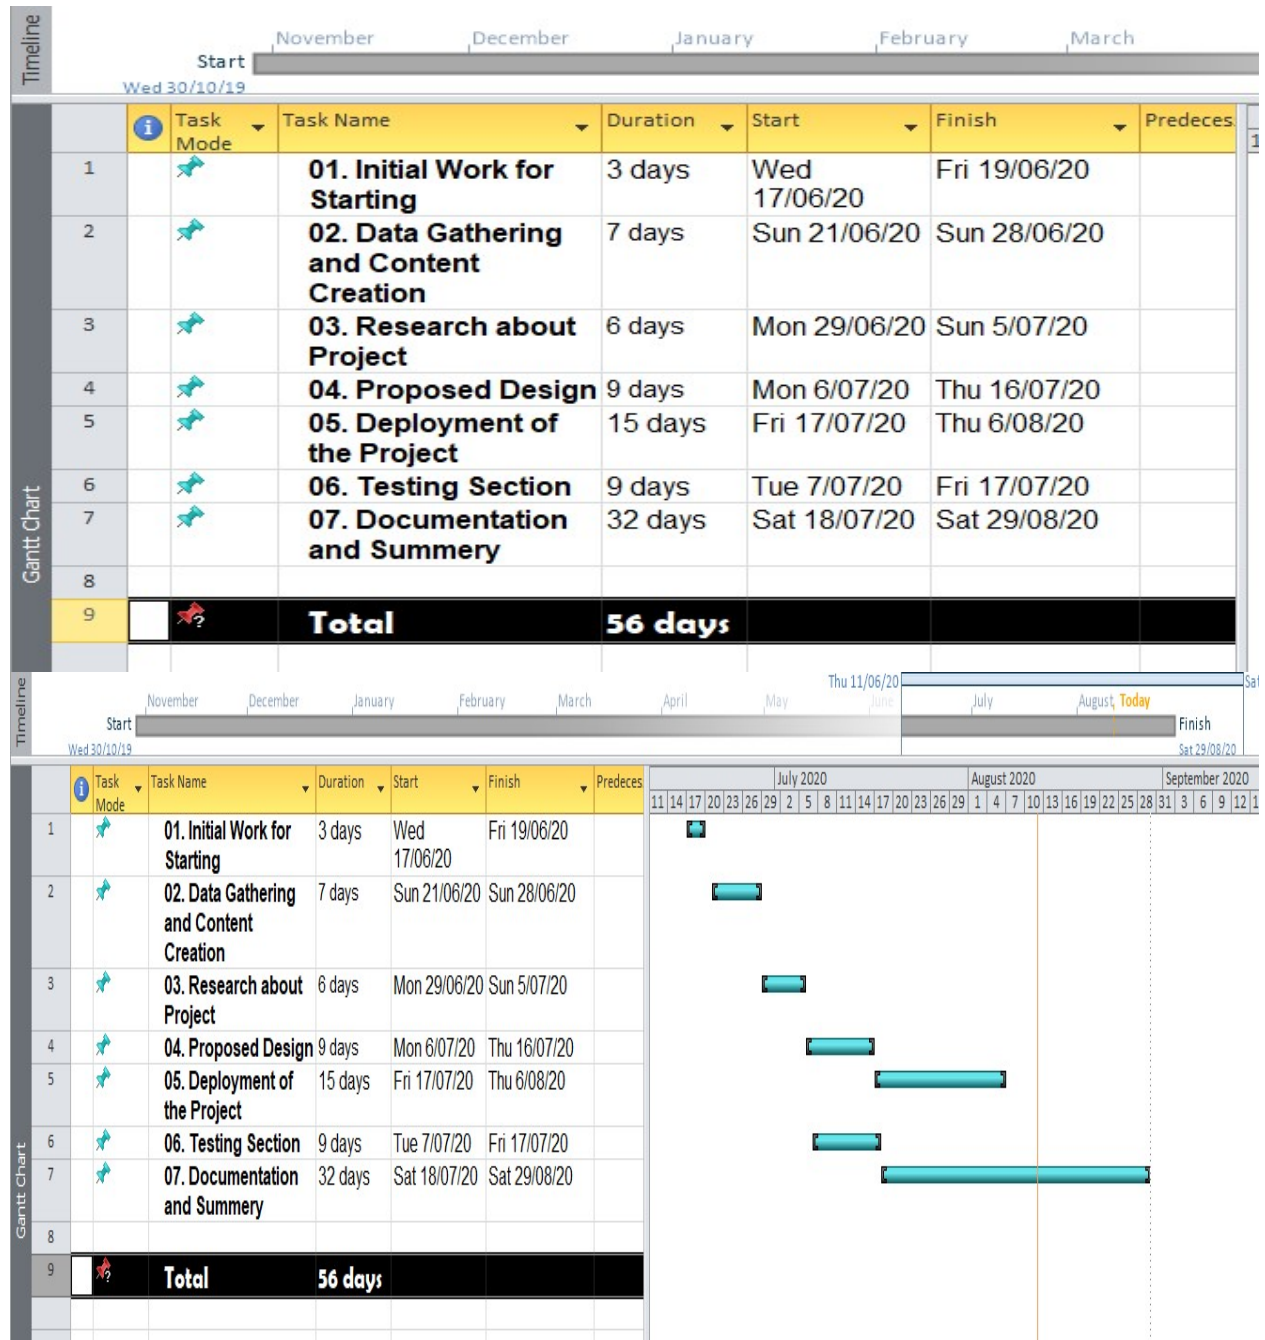 Timeline
November December January February March
Start
Wed 30/10/19
Gantt Chart
Task Mode Task Name Duration Start Finish Predeces
1
1 01. Initial Work for 3 days Wed Fri 19/06/20
Starting 17/06/20
2 02. Data Gathering 7 days Sun 21/06/20 Sun 28/06/20
and Content
Creation
3 03. Research about 6 days Mon 29/06/20 Sun 5/07/20
Project
4 04. Proposed Design 9 days Mon 6/07/20 Thu 16/07/20
5 05. Deployment of 15 days Fri 17/07/20 Thu 6/08/20
the Project
6 06. Testing Section 9 days Tue 7/07/20 Fri 17/07/20
7 07. Documentation 32 days Sat 18/07/20 Sat 29/08/20
and Summery
8
9 ? Total 56 days
Timeline
Thu 11/06/20 Sat
November December January February March April May June July August Today
Start Finish
Wed 30/10/19 Sat 29/08/20
Gantt Chart
Task Mode Task Name Duration Start Finish Predeces July 2020 August 2020 September 2020
11 14 17 20 23 26 29 2 5 8 11 14 17 20 23 26 29 1 4 7 10 13 16 19 22 25 28 31 3 6 9 12 1
1 01. Initial Work for 3 days Wed Fri 19/06/20
Starting 17/06/20
2 02. Data Gathering 7 days Sun 21/06/20 Sun 28/06/20
and Content
Creation
3 03. Research about 6 days Mon 29/06/20 Sun 5/07/20
Project
4 04. Proposed Design 9 days Mon 6/07/20 Thu 16/07/20
5 05. Deployment of 15 days Fri 17/07/20 Thu 6/08/20
the Project
6 06. Testing Section 9 days Tue 7/07/20 Fri 17/07/20
7 07. Documentation 32 days Sat 18/07/20 Sat 29/08/20
and Summery
8
9 ? Total 56 days